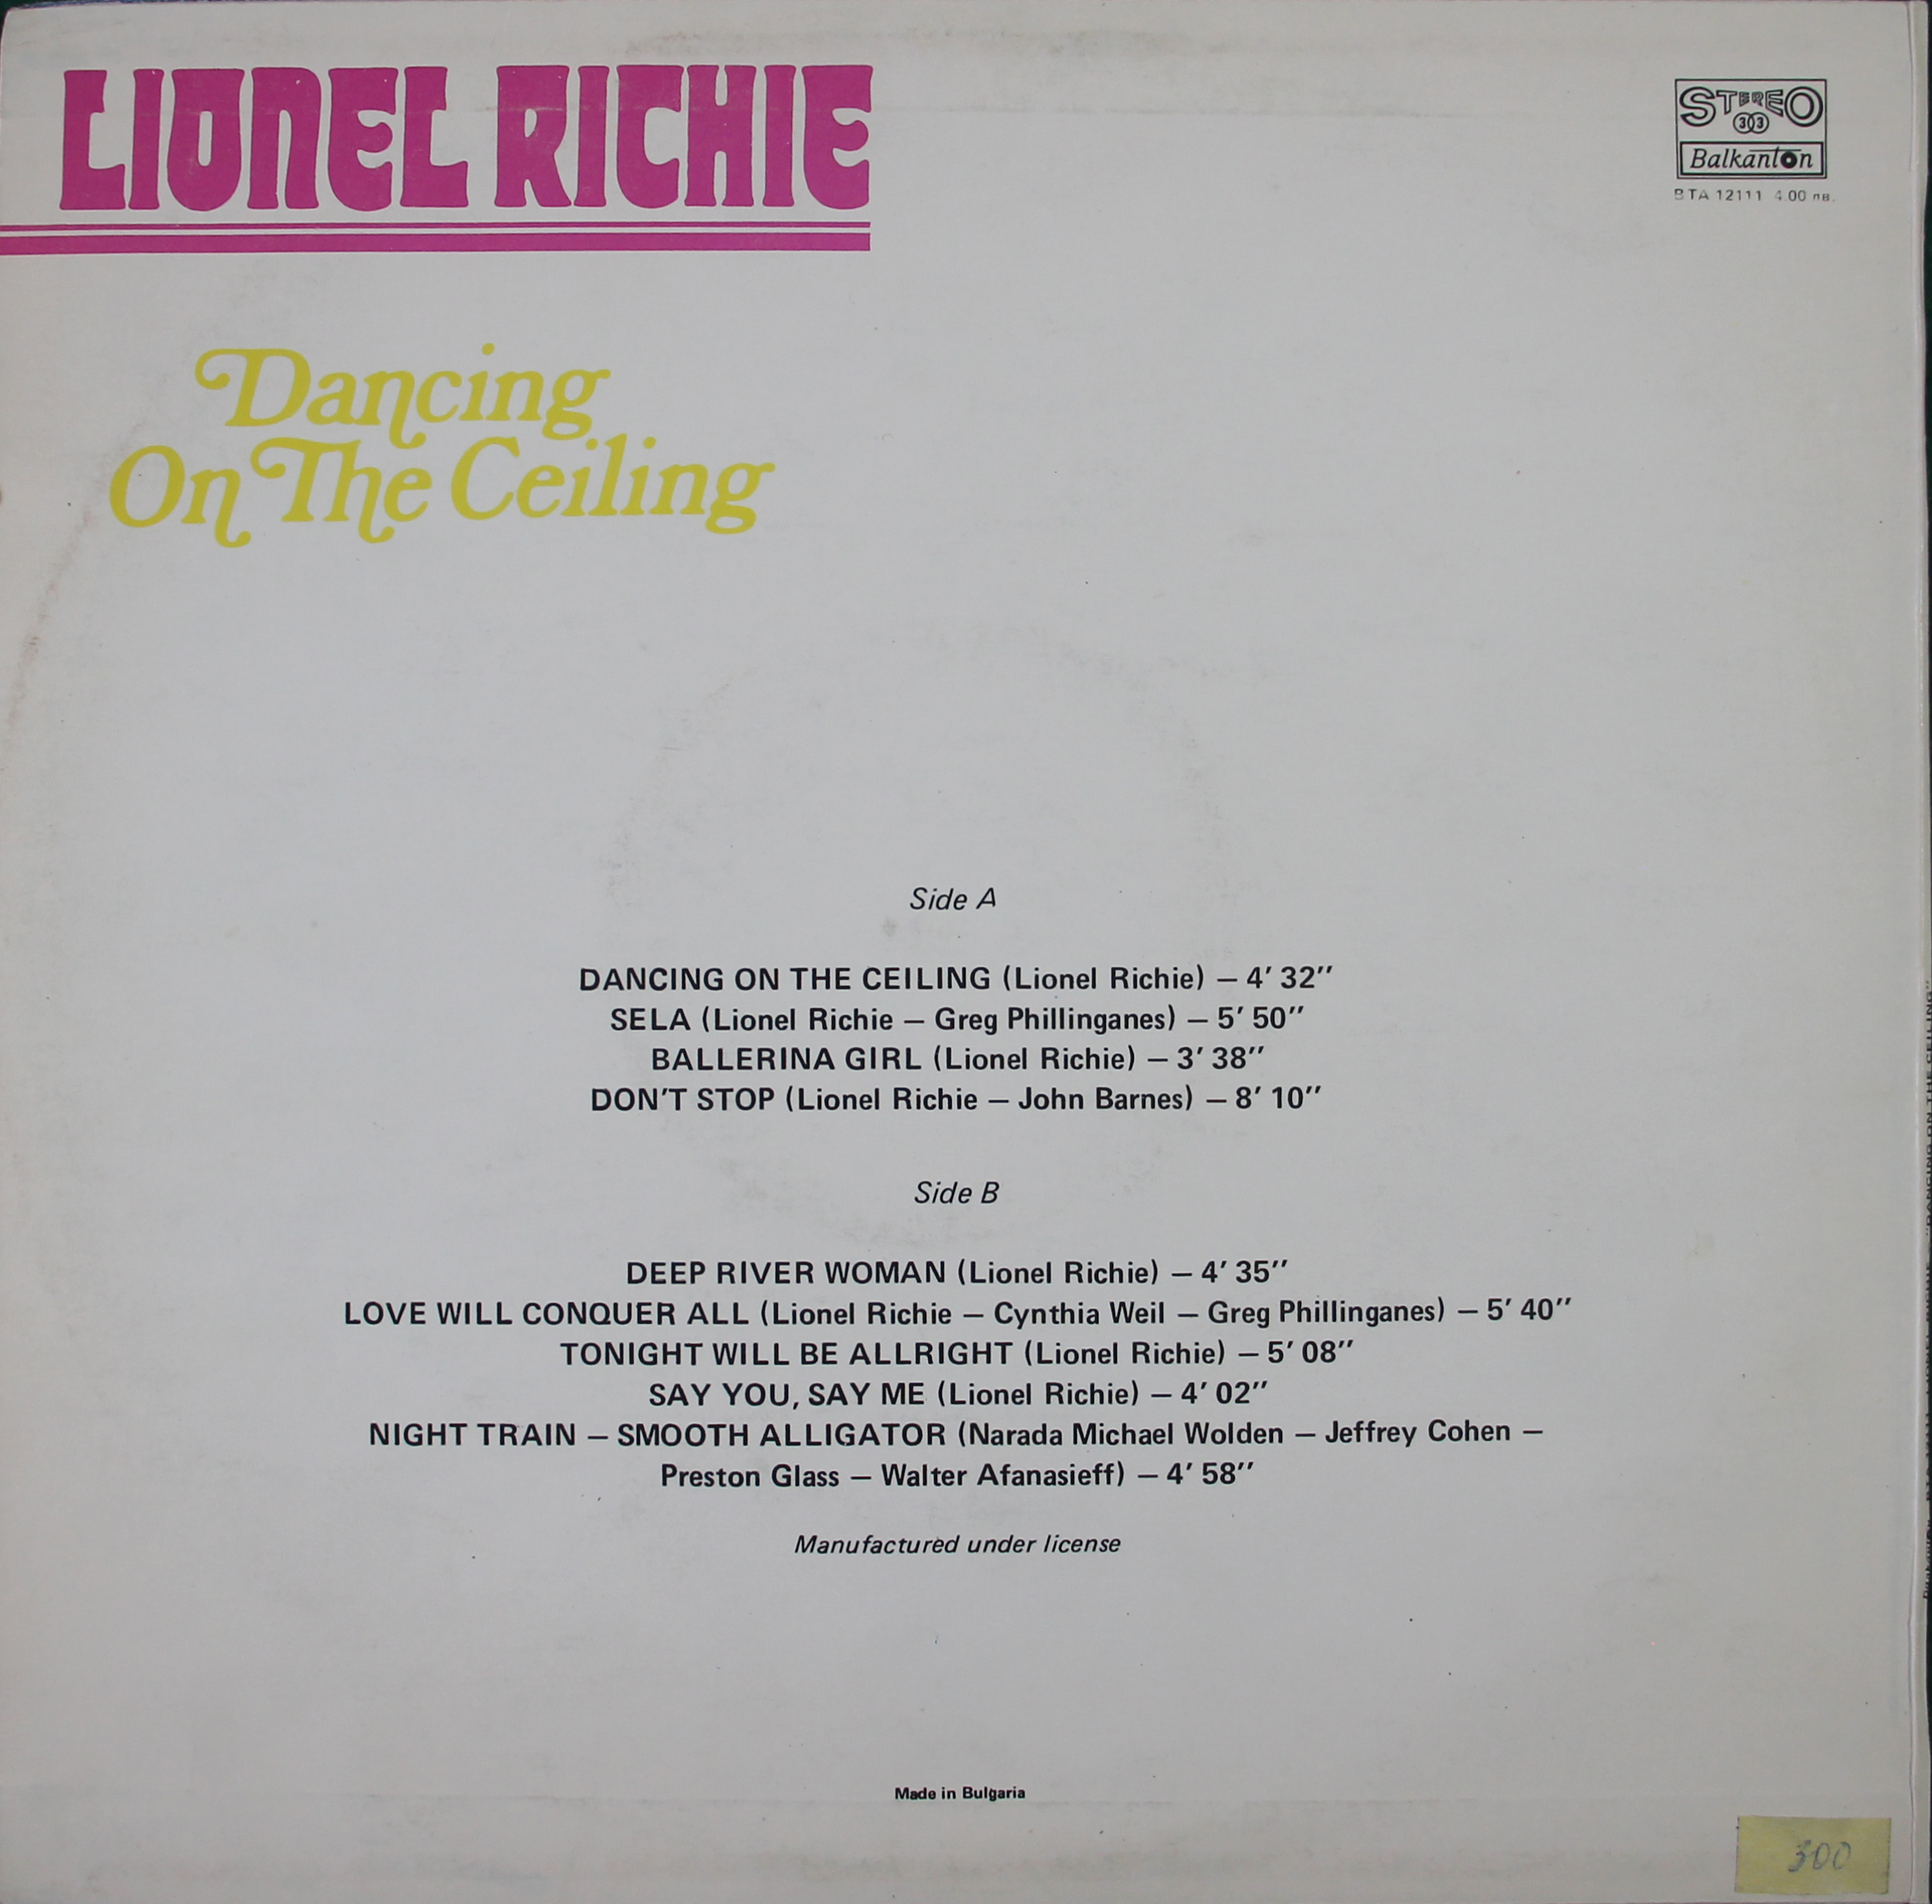 LIONEL RICHIE
STEREO
33
Balkanton
ВТА 12111 4.00 лв.
Dancing
On The Ceiling
Side A
DANCING ON THE CEILING (Lionel Richie) – 4′ 32″
SELA (Lionel Richie – Greg Phillinganes) – 5′ 50″
BALLERINA GIRL (Lionel Richie) – 3′ 38″
DON'T STOP (Lionel Richie – John Barnes) – 8′ 10″
Side B
DEEP RIVER WOMAN (Lionel Richie) – 4′ 35″
LOVE WILL CONQUER ALL (Lionel Richie – Cynthia Weil – Greg Phillinganes) – 5′ 40″
TONIGHT WILL BE ALLRIGHT (Lionel Richie) – 5′ 08″
SAY YOU, SAY ME (Lionel Richie) – 4′ 02″
NIGHT TRAIN – SMOOTH ALLIGATOR (Narada Michael Wolden – Jeffrey Cohen –
Preston Glass – Walter Afanasieff) – 4′ 58″
Manufactured under license
Made in Bulgaria
300